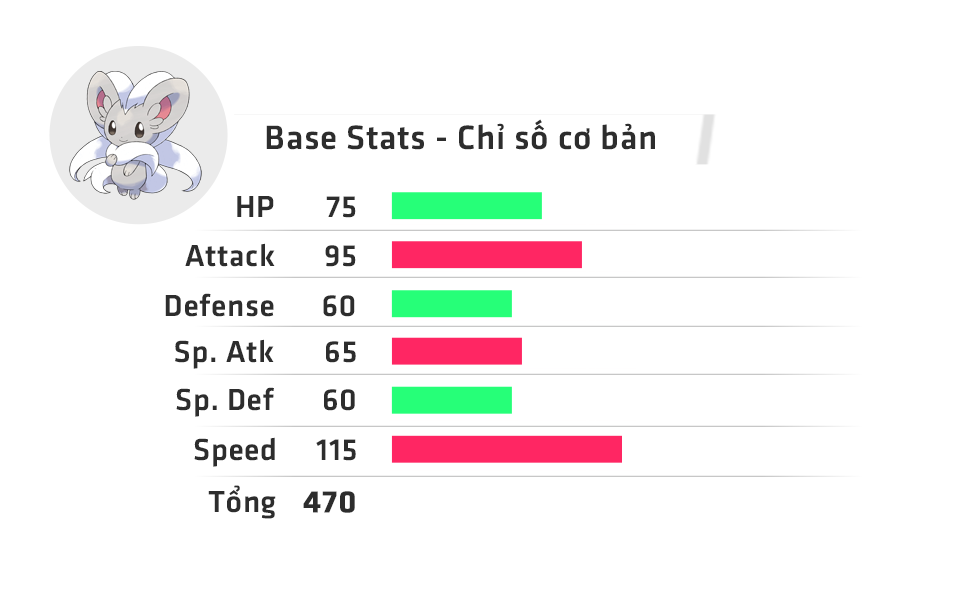 Base Stats - Chỉ số cơ bản
HP 75
Attack 95
Defense 60
Sp. Atk 65
Sp. Def 60
Speed 115
Tổng 470